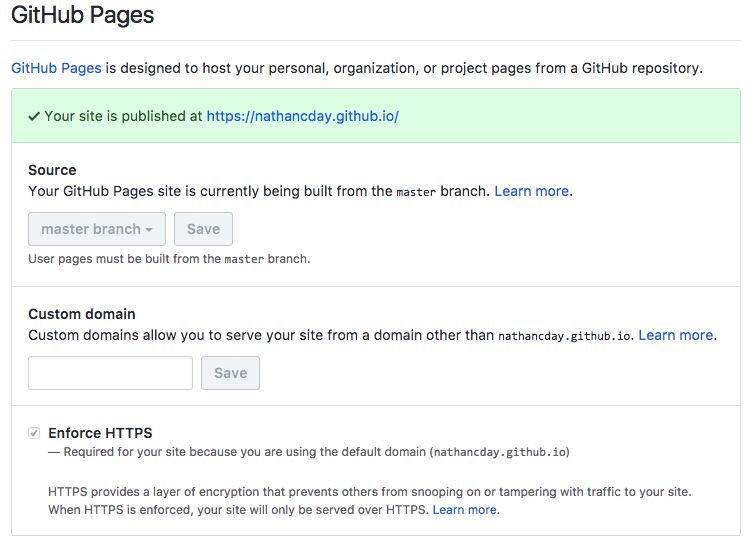 GitHub Pages
GitHub Pages is designed to host your personal, organization, or project pages from a GitHub repository.
✓ Your site is published at https://nathancday.github.io/
Source
Your GitHub Pages site is currently being built from the master branch. Learn more.
master branch
Save
User pages must be built from the master branch.
Custom domain
Custom domains allow you to serve your site from a domain other than nathancday.github.io. Learn more.
Save
Enforce HTTPS
— Required for your site because you are using the default domain (nathancday.github.io)
HTTPS provides a layer of encryption that prevents others from snooping on or tampering with traffic to your site.
When HTTPS is enforced, your site will only be served over HTTPS. Learn more.